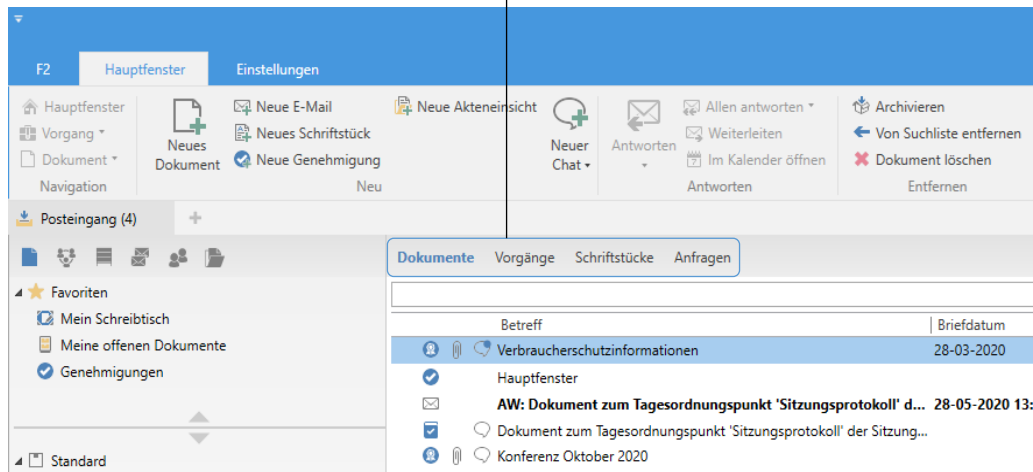 F2 Hauptfenster Einstellungen
Hauptfenster
Vorgang
Dokument
Navigation
Neues
Dokument
Neue E-Mail
Neues Schriftstück
Neue Genehmigung
Neue Akteneinsicht
Neuer
Chat
Neu
Antworten
Allen antworten
Weiterleiten
Im Kalender öffnen
Antworten
Archivieren
Von Suchliste entfernen
Dokument löschen
Entfernen
Posteingang (4) +
Dokumente Vorgänge Schriftstücke Anfragen
Favoriten
Mein Schreibtisch
Meine offenen Dokumente
Genehmigungen
Standard
Betreff Briefdatum
Verbraucherschutzinformationen 28-03-2020
Hauptfenster
AW: Dokument zum Tagesordnungspunkt 'Sitzungsprotokoll' d... 28-05-2020 13:
Dokument zum Tagesordnungspunkt 'Sitzungsprotokoll' der Sitzung...
Konferenz Oktober 2020